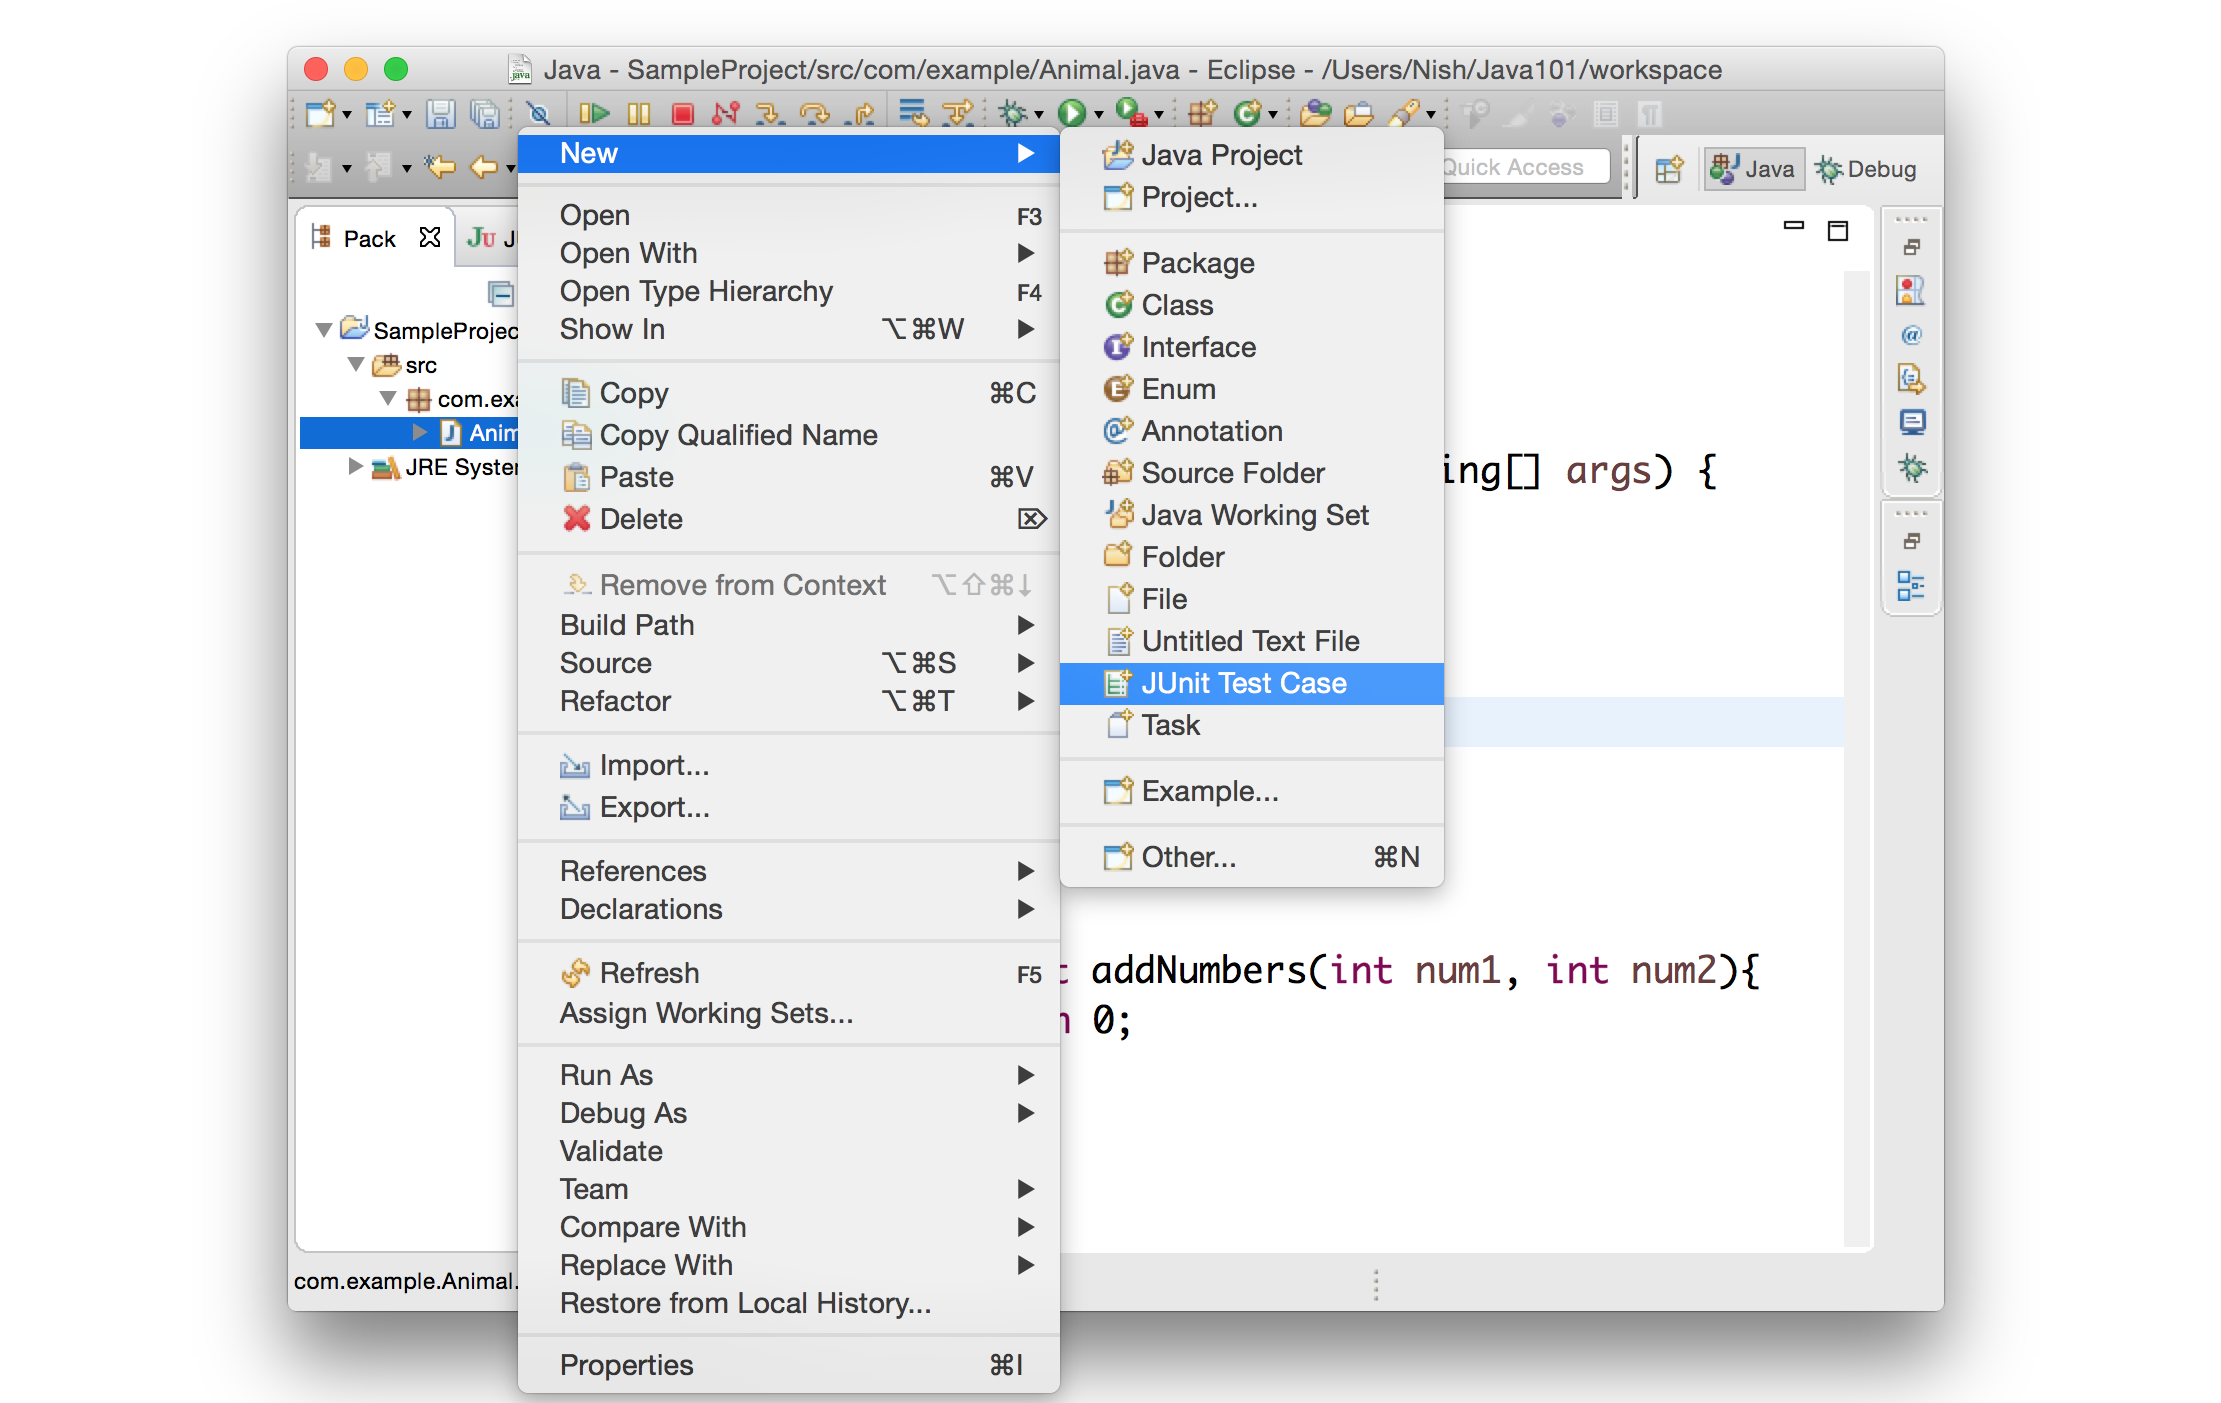 Java - SampleProject/src/com/example/Animal.java - Eclipse - /Users/Nish/Java101/workspace
Quick Access
Java
Debug
Pack
JU
SampleProjec
src
com.exa
Anim
JRE Syster
com.example.Animal.
New
Open F3
Open With
Open Type Hierarchy F4
Show In ⌥⌘W
Copy ⌘C
Copy Qualified Name
Paste ⌘V
Delete ⌦
Remove from Context ⌥⇧⌘↓
Build Path
Source ⌥⌘S
Refactor ⌥⌘T
Import...
Export...
References
Declarations
Refresh F5
Assign Working Sets...
Run As
Debug As
Validate
Team
Compare With
Replace With
Restore from Local History...
Properties ⌘I
Java Project
Project...
Package
Class
Interface
Enum
Annotation
Source Folder
Java Working Set
Folder
File
Untitled Text File
JUnit Test Case
Task
Example...
Other... ⌘N
ing[] args) {
t addNumbers(int num1, int num2){
n 0;